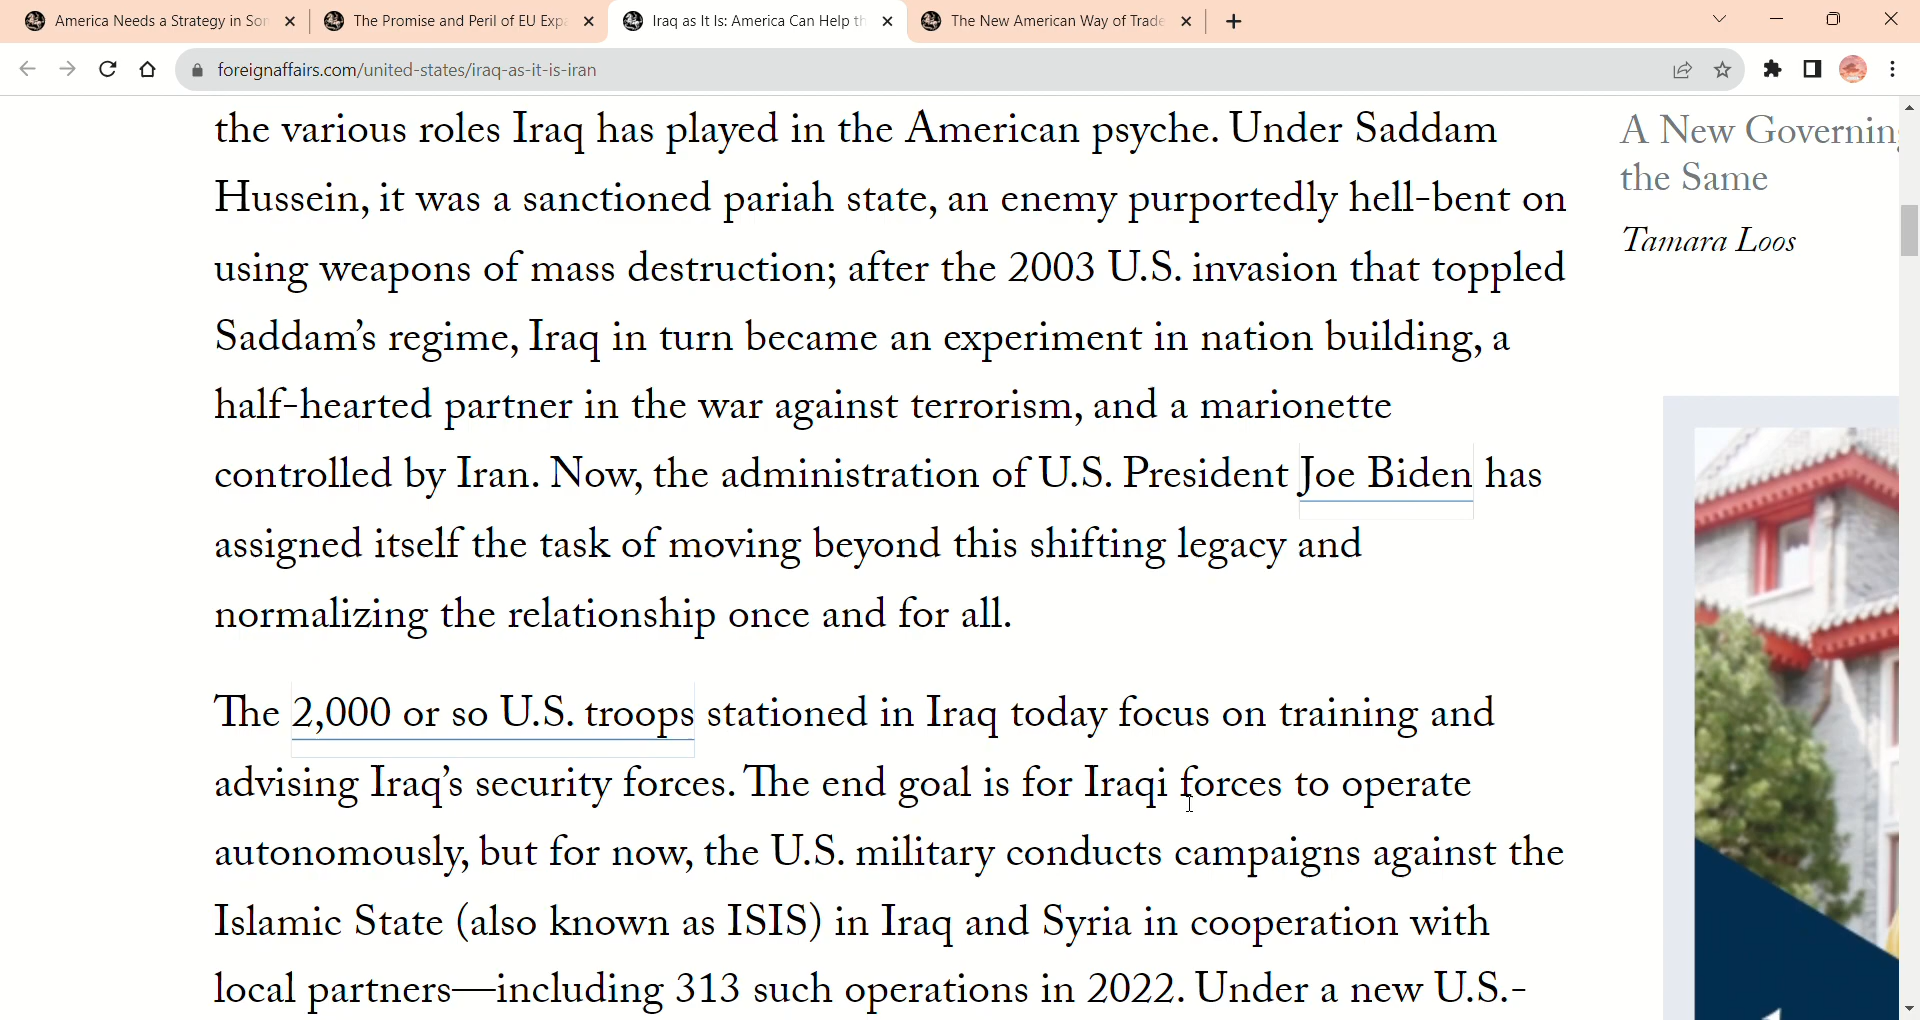 America Needs a Strategy in So
The Promise and Peril of EU Exp
Iraq as It Is: America Can Help th
The New American Way of Trade
foreignaffairs.com/united-states/iraq-as-it-is-iran
the various roles Iraq has played in the American psyche. Under Saddam
Hussein, it was a sanctioned pariah state, an enemy purportedly hell-bent on
using weapons of mass destruction; after the 2003 U.S. invasion that toppled
Saddam’s regime, Iraq in turn became an experiment in nation building, a
half-hearted partner in the war against terrorism, and a marionette
controlled by Iran. Now, the administration of U.S. President Joe Biden has
assigned itself the task of moving beyond this shifting legacy and
normalizing the relationship once and for all.
The 2,000 or so U.S. troops stationed in Iraq today focus on training and
advising Iraq’s security forces. The end goal is for Iraqi forces to operate
autonomously, but for now, the U.S. military conducts campaigns against the
Islamic State (also known as ISIS) in Iraq and Syria in cooperation with
local partners—including 313 such operations in 2022. Under a new U.S.-
A New Governin
the Same
Tamara Loos